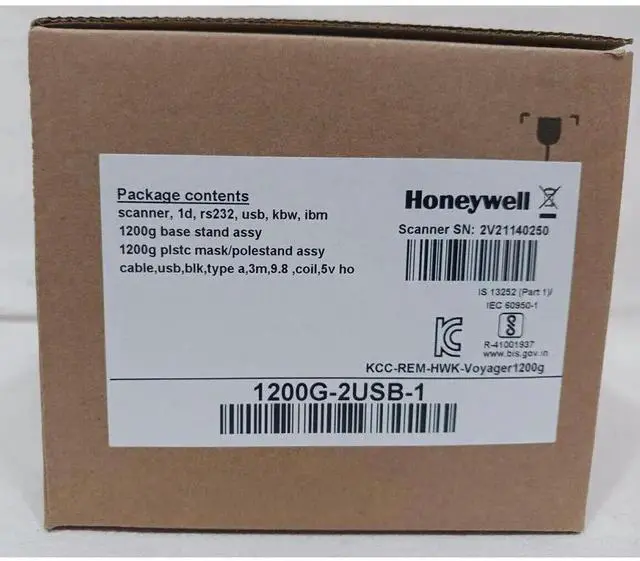 Package contents
scanner, 1d, rs232, usb, kbw, ibm
1200g base stand assy
1200g plstc mask/polestand assy
cable,usb,blk,type a,3m,9.8 ,coil,5v ho
Honeywell
Scanner SN: 2V21140250
IS 13252 (Part 1)/
IEC 60950-1
R-41001937
www.bis.gov.in
KCC-REM-HWK-Voyager1200g
1200G-2USB-1